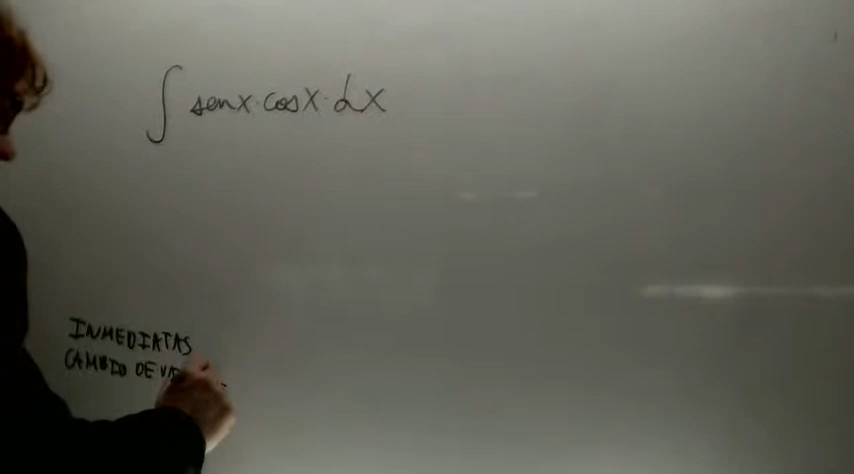 ∫ senx·cosx·dx
INMEDIATAS
CAMBIO DE